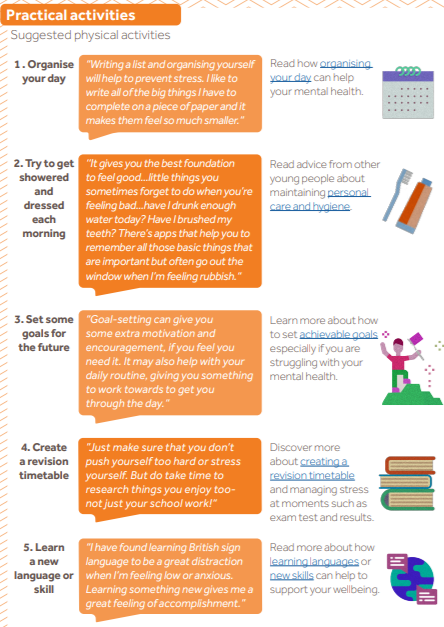 Practical activities
Suggested physical activities
1. Organise
your day
"Writing a list and organising yourself
will help to prevent stress. I like to
write all of the big things I have to
complete on a piece of paper and it
makes them feel so much smaller."
Read how organising
your day can help
your mental health.
2. Try to get
showered
and
dressed
each
morning
"It gives you the best foundation
to feel good...little things you
sometimes forget to do when you're
feeling bad...have I drunk enough
water today? Have I brushed my
teeth? There's apps that help you to
remember all those basic things that
are important but often go out the
window when I'm feeling rubbish."
Read advice from other
young people about
maintaining personal
care and hygiene.
3. Set some
goals for
the future
"Goal-setting can give you
some extra motivation and
encouragement, if you feel you
need it. It may also help with your
daily routine, giving you something
to work towards to get you
through the day."
Learn more about how
to set achievable goals
especially if you are
struggling with your
mental health.
4. Create
a revision
timetable
"Just make sure that you don't
push yourself too hard or stress
yourself. But do take time to
research things you enjoy too-
not just your school work!"
Discover more
about creating a
revision timetable
and managing stress
at moments such as
exam test and results.
5. Learn
a new
language or
skill
"I have found learning British sign
language to be a great distraction
when I'm feeling low or anxious.
Learning something new gives me a
great feeling of accomplishment."
Read more about how
learning languages or
new skills can help to
support your wellbeing.